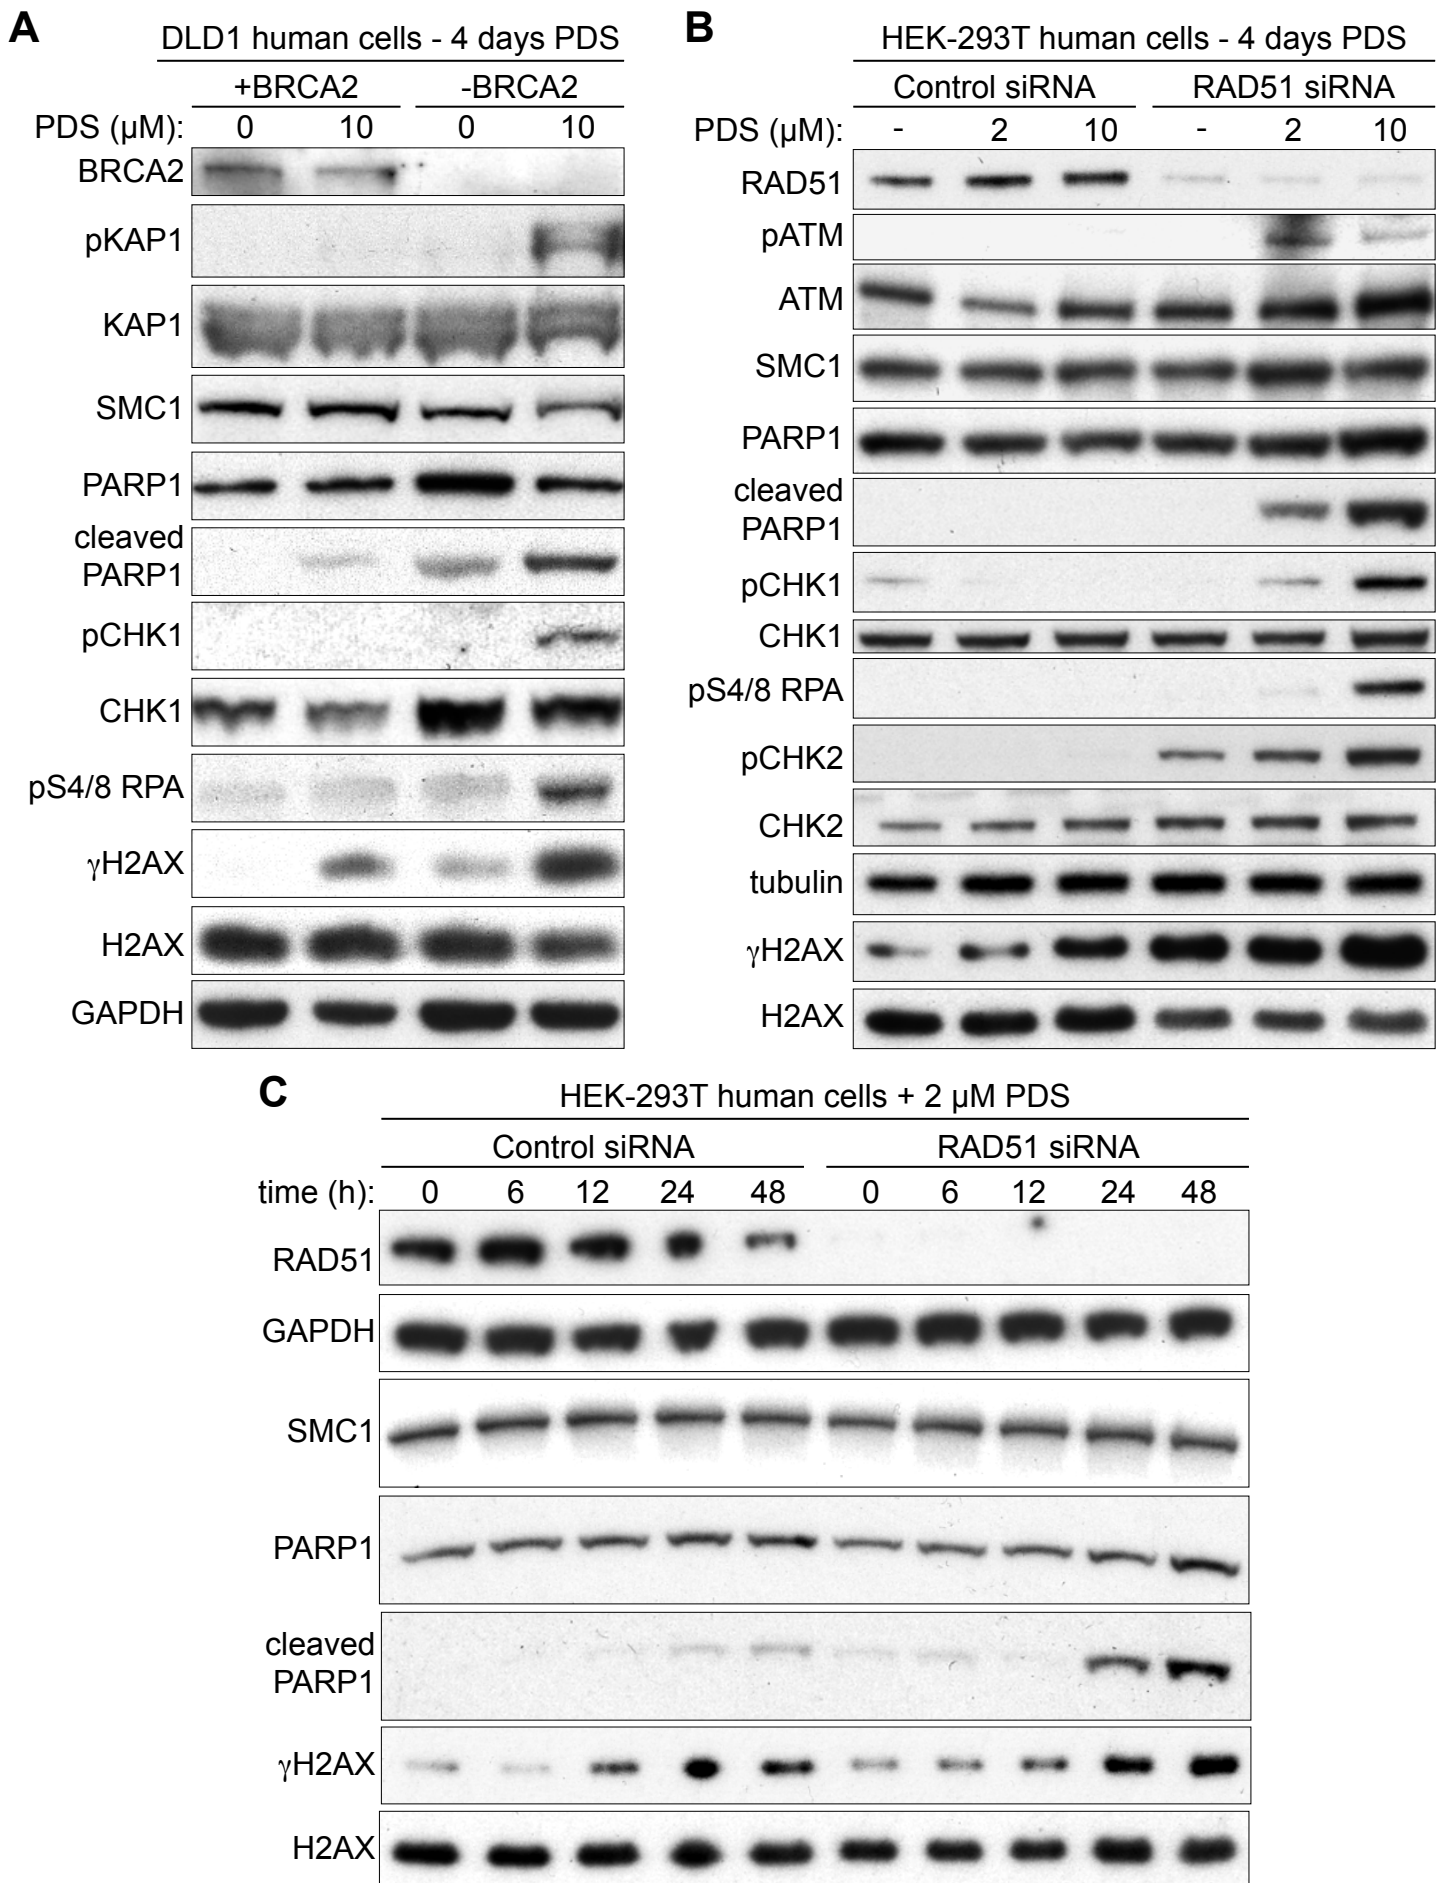 A
DLD1 human cells - 4 days PDS
+BRCA2 -BRCA2
PDS (µM): 0 10 0 10
BRCA2
pKAP1
KAP1
SMC1
PARP1
cleaved
PARP1
pCHK1
CHK1
pS4/8 RPA
γH2AX
H2AX
GAPDH
B
HEK-293T human cells - 4 days PDS
Control siRNA RAD51 siRNA
PDS (µM): - 2 10 - 2 10
RAD51
pATM
ATM
SMC1
PARP1
cleaved
PARP1
pCHK1
CHK1
pS4/8 RPA
pCHK2
CHK2
tubulin
γH2AX
H2AX
C
HEK-293T human cells + 2 µM PDS
Control siRNA RAD51 siRNA
time (h): 0 6 12 24 48 0 6 12 24 48
RAD51
GAPDH
SMC1
PARP1
cleaved
PARP1
γH2AX
H2AX